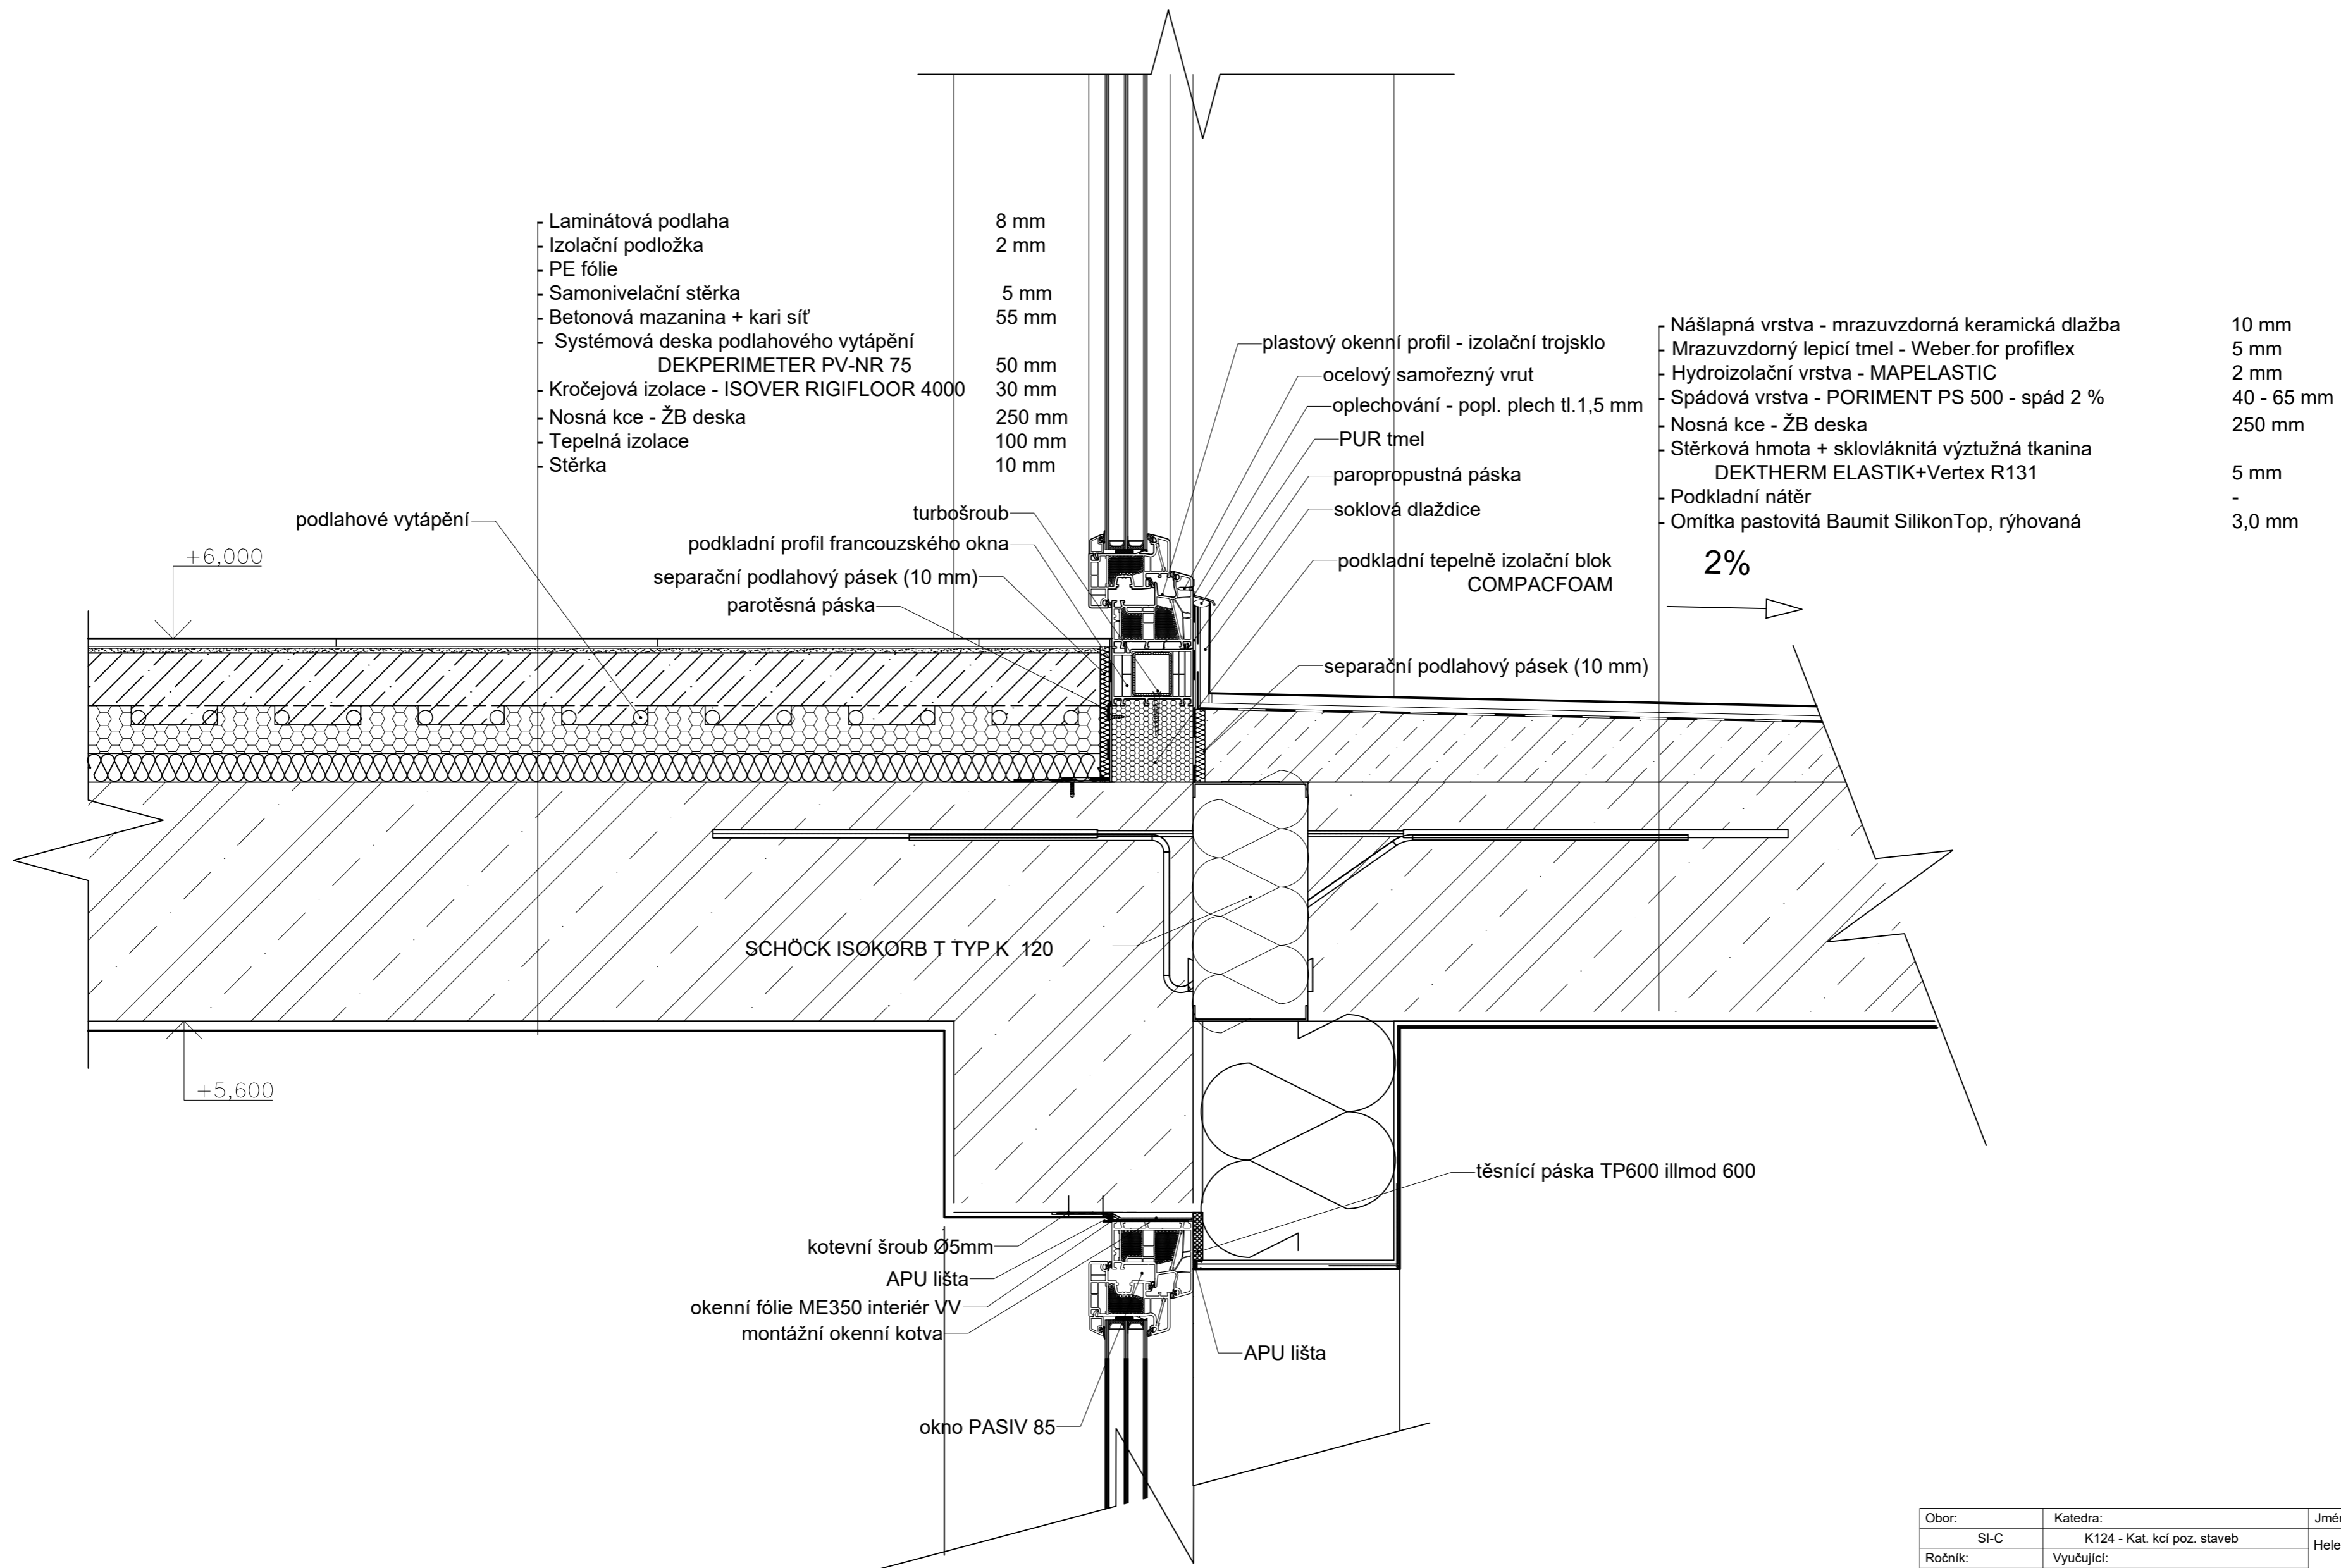 - Laminátová podlaha 8 mm
- Izolační podložka 2 mm
- PE fólie
- Samonivelační stěrka 5 mm
- Betonová mazanina + kari síť 55 mm
- Systémová deska podlahového vytápění
DEKPERIMETER PV-NR 75 50 mm
- Kročejová izolace - ISOVER RIGIFLOOR 4000 30 mm
- Nosná kce - ŽB deska 250 mm
- Tepelná izolace 100 mm
- Stěrka 10 mm
plastový okenní profil - izolační trojsklo
ocelový samořezný vrut
oplechování - popl. plech tl.1,5 mm
PUR tmel
paropropustná páska
soklová dlaždice
podkladní tepelně izolační blok
COMPACFOAM
separační podlahový pásek (10 mm)
- Nášlapná vrstva - mrazuvzdorná keramická dlažba 10 mm
- Mrazuvzdorný lepicí tmel - Weber.for profiflex 5 mm
- Hydroizolační vrstva - MAPELASTIC 2 mm
- Spádová vrstva - PORIMENT PS 500 - spád 2 % 40 - 65 mm
- Nosná kce - ŽB deska 250 mm
- Stěrková hmota + sklovláknitá výztužná tkanina
DEKTHERM ELASTIK+Vertex R131 5 mm
- Podkladní nátěr -
- Omítka pastovitá Baumit SilikonTop, rýhovaná 3,0 mm
2%
podlahové vytápění
turbošroub
podkladní profil francouzského okna
separační podlahový pásek (10 mm)
parotěsná páska
+6,000
SCHÖCK ISOKORB T TYP K 120
+5,600
těsnící páska TP600 illmod 600
kotevní šroub Ø5mm
APU lišta
okenní fólie ME350 interiér VV
montážní okenní kotva
APU lišta
okno PASIV 85
Obor: Katedra: Jmé
SI-C K124 - Kat. kcí poz. staveb Hele
Ročník: Vyučující: